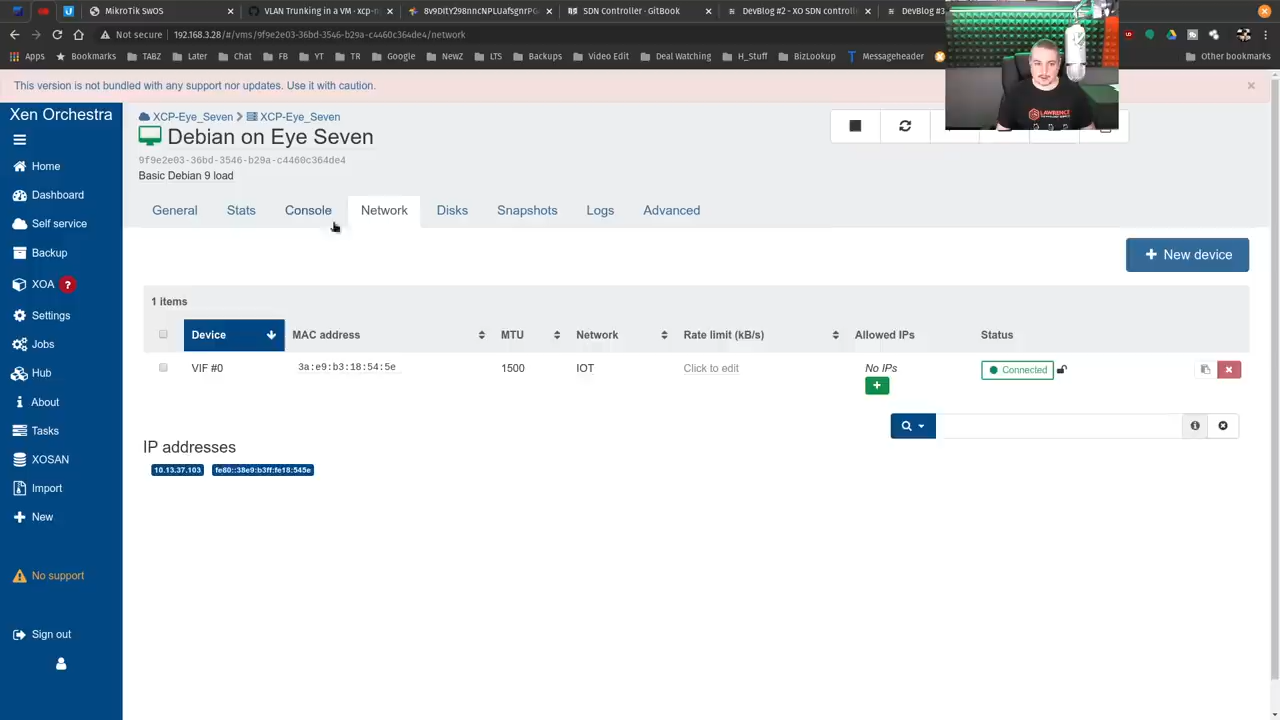 MikroTik SwOS
VLAN Trunking in a VM · xcp-
SDN Controller · GitBook
DevBlog #2 – XO SDN Controll
DevBlog #3
Not secure 192.168.3.28/#/vms/9f9e2e03-36bd-3546-b29a-c4460c364de4/network
Apps Bookmarks TAB2 Later NewZ LTS Video Edit Deal Watching H_Stuff BizLookup Messageheader Other bookmarks
This version is not bundled with any support nor updates. Use it with caution.
Xen Orchestra
Home
Dashboard
Self service
Backup
XOA ?
Settings
Jobs
Hub
About
Tasks
XOSAN
Import
New
No support
Sign out
XCP-Eye_Seven XCP-Eye_Seven
Debian on Eye Seven
9f9e2e03-36bd-3546-b29a-c4460c364de4
Basic Debian 9 load
General Stats Console Network Disks Snapshots Logs Advanced
New device
1 items
Device MAC address MTU Network Rate limit (kB/s) Allowed IPs Status
VIF #0 3a:e9:b3:18:54:5e 1500 IOT Click to edit No IPs Connected
IP addresses
10.13.37.103 fe80::38e9:b3ff:fe18:545e
LAWRENCE